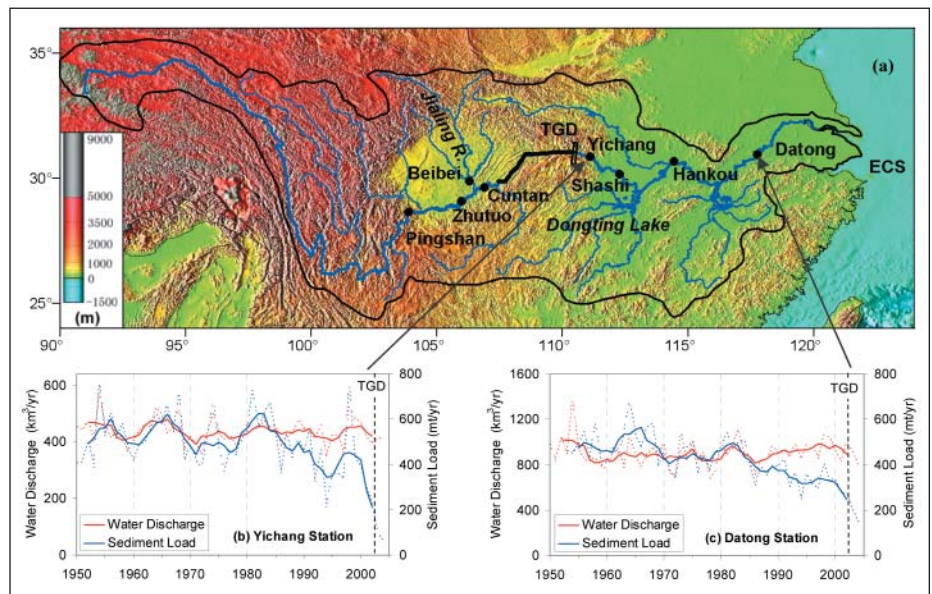 35°
30°
25°
90°
95°
100°
105°
110°
115°
120°
(a)
9000
5000
3000
2000
1000
0
-1500
(m)
Jialing R.
TGD
Yichang
Datong
ECS
Beibei
Cuntan
Shashi
Hankou
Zhutuo
Dongting Lake
Pingshan
Water Discharge (km³/yr)
600
400
200
0
TGD
800
600
400
200
0
Sediment Load (mt/yr)
Water Discharge
Sediment Load
(b) Yichang Station
1950 1960 1970 1980 1990 2000
Water Discharge (km³/yr)
1600
1200
800
400
0
TGD
800
600
400
200
0
Sediment Load (mt/yr)
Water Discharge
Sediment Load
(c) Datong Station
1950 1960 1970 1980 1990 2000